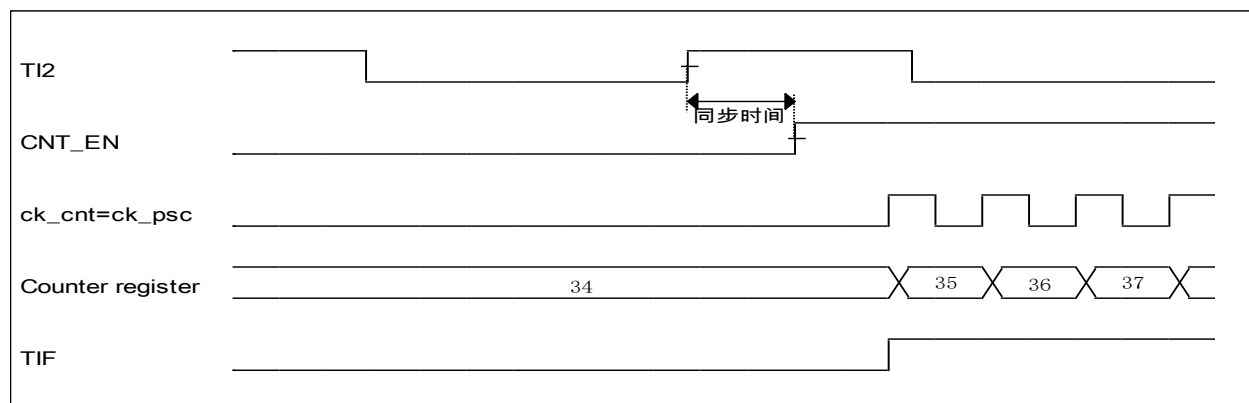 TI2
同步时间
CNT_EN
ck_cnt=ck_psc
Counter register 34 35 36 37
TIF